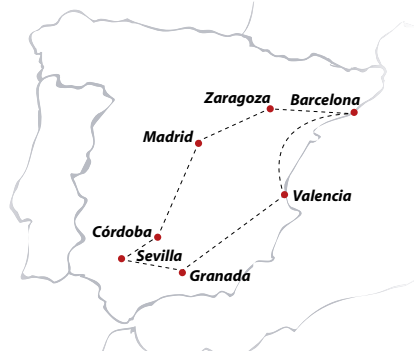 Zaragoza
Barcelona
Madrid
Valencia
Córdoba
Sevilla
Granada